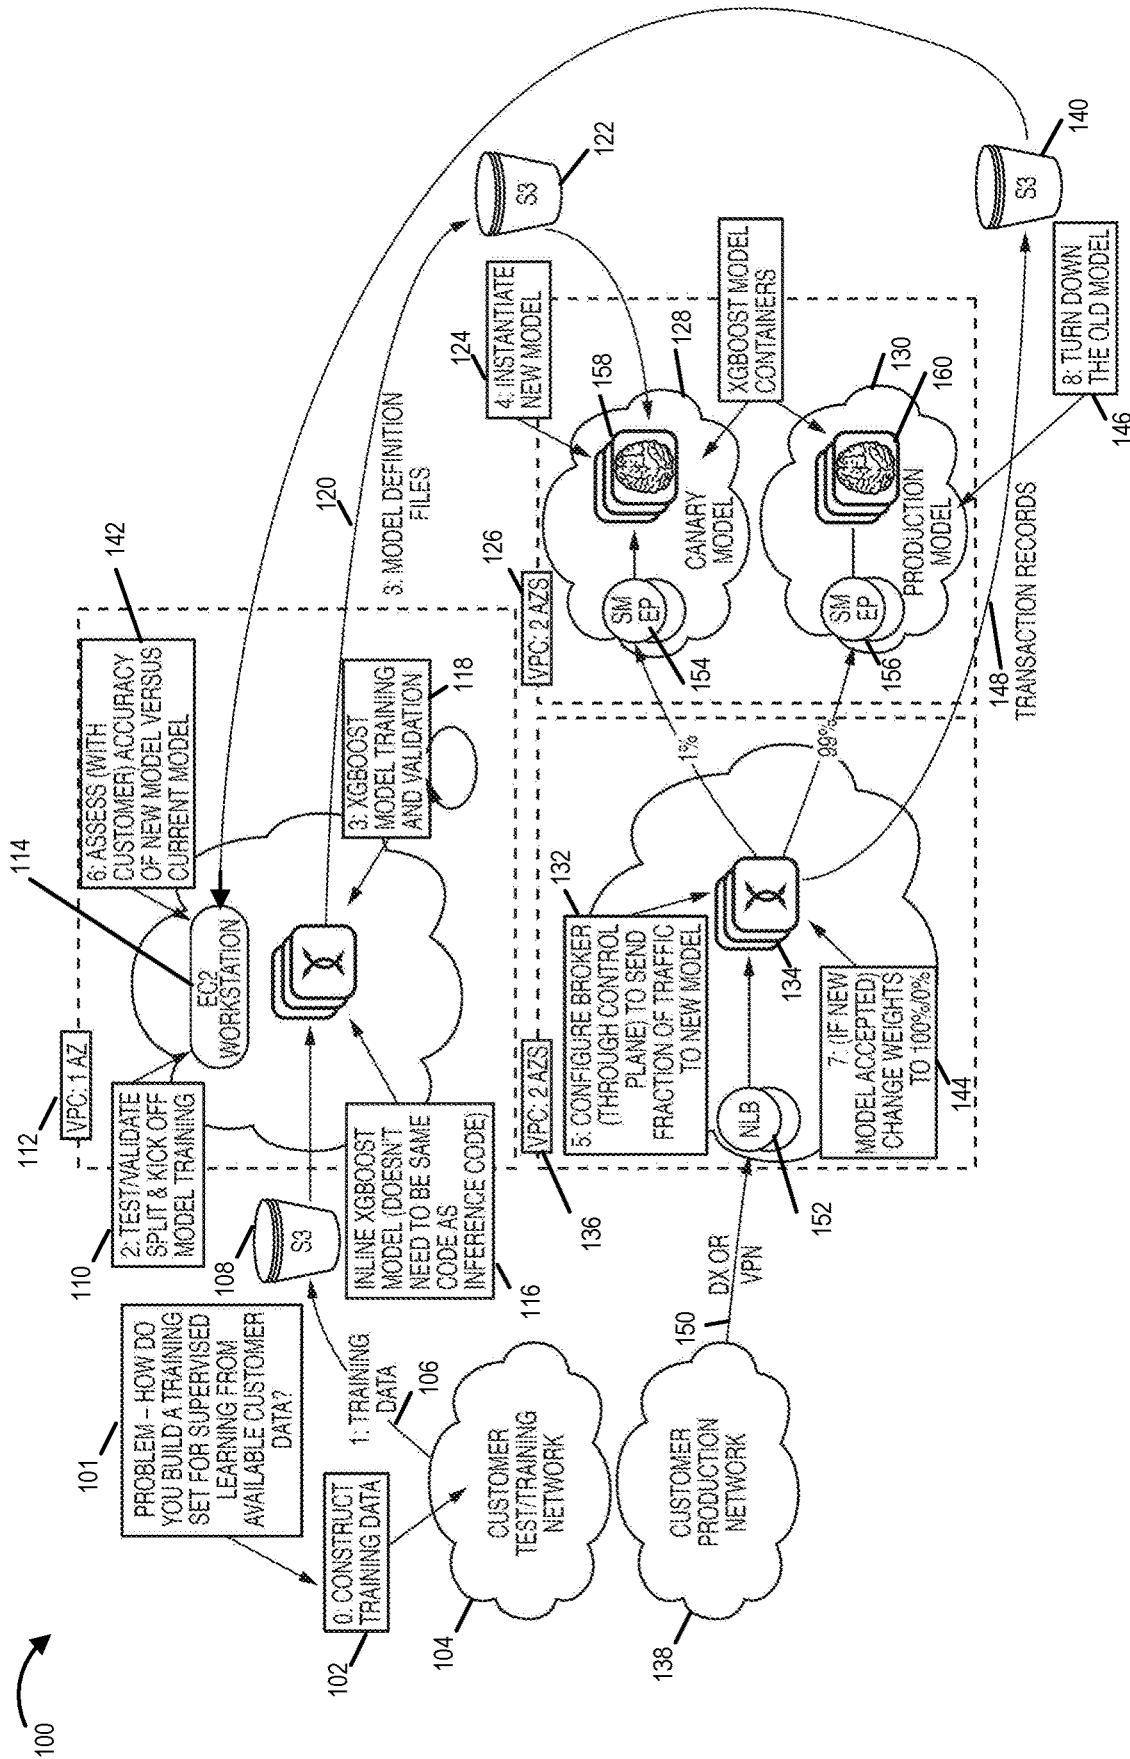 100
101
PROBLEM – HOW DO
YOU BUILD A TRAINING
SET FOR SUPERVISED
LEARNING FROM
AVAILABLE CUSTOMER
DATA?
0: CONSTRUCT
TRAINING DATA
102
CUSTOMER
TEST/TRAINING
NETWORK
104
1: TRAINING
DATA
106
S3
108
110
2: TEST/VALIDATE
SPLIT & KICK OFF
MODEL TRAINING
112
VPC: 1 AZ
114
EC2
WORKSTATION
INLINE XGBOOST
MODEL (DOESN'T
NEED TO BE SAME
CODE AS
INFERENCE CODE)
116
142
6: ASSESS (WITH
CUSTOMER) ACCURACY
OF NEW MODEL VERSUS
CURRENT MODEL
3: XGBOOST
MODEL TRAINING
AND VALIDATION
118
120
3: MODEL DEFINITION
FILES
S3
122
124
4: INSTANTIATE
NEW MODEL
126
VPC: 2 AZS
158
SM
EP
154
CANARY
MODEL
128
XGBOOST MODEL
CONTAINERS
130
160
SM
EP
156
PRODUCTION
MODEL
VPC: 2 AZS
136
132
5: CONFIGURE BROKER
(THROUGH CONTROL
PLANE) TO SEND
FRACTION OF TRAFFIC
TO NEW MODEL
1%
99%
134
NLB
152
7: (IF NEW
MODEL ACCEPTED)
CHANGE WEIGHTS
TO 100%/0%
144
CUSTOMER
PRODUCTION
NETWORK
138
150
DX OR
VPN
148
TRANSACTION RECORDS
S3
140
8: TURN DOWN
THE OLD MODEL
146